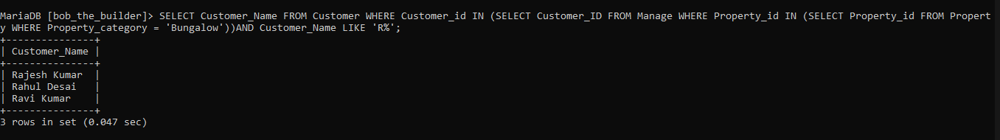 MariaDB [bob_the_builder]> SELECT Customer_Name FROM Customer WHERE Customer_id IN (SELECT Customer_ID FROM Manage WHERE Property_id IN (SELECT Property_id FROM Propert
y WHERE Property_category = 'Bungalow'))AND Customer_Name LIKE 'R%';
+---------------+
| Customer_Name |
+---------------+
| Rajesh Kumar  |
| Rahul Desai   |
| Ravi Kumar    |
+---------------+
3 rows in set (0.047 sec)